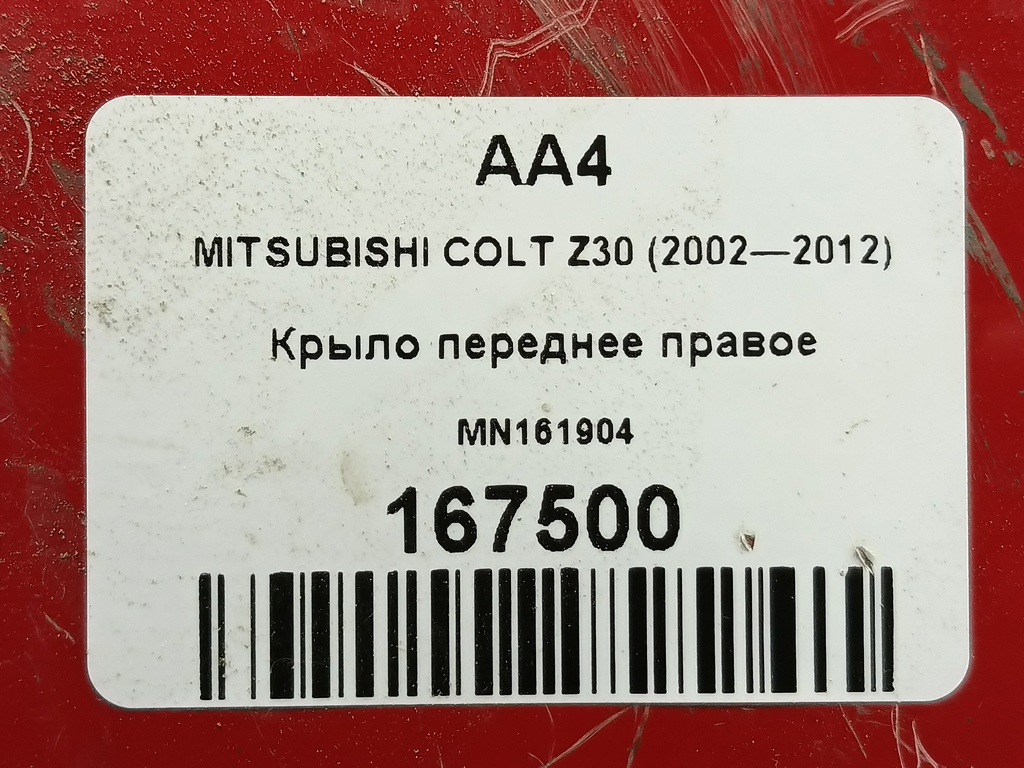 AA4
MITSUBISHI COLT Z30 (2002—2012)
Крыло переднее правое
MN161904
167500